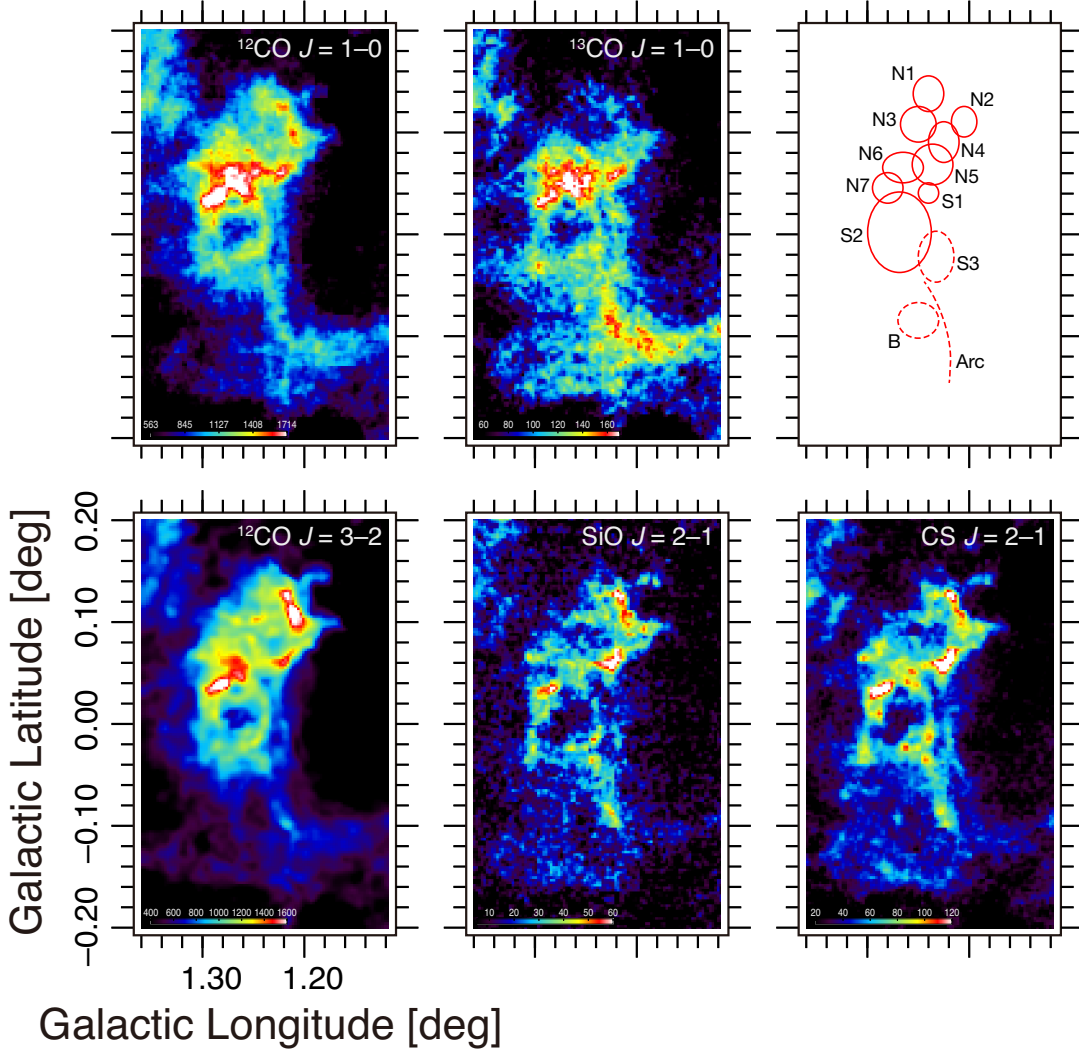 ¹²CO J = 1–0
563 845 1127 1408 1714
¹³CO J = 1–0
60 80 100 120 140 160
N1
N2
N3
N4
N6
N5
N7
S1
S2
S3
B
Arc
¹²CO J = 3–2
400 600 800 1000 1200 1400 1600
SiO J = 2–1
10 20 30 40 50 60
CS J = 2–1
20 40 60 80 100 120
0.20
0.10
0.00
−0.10
−0.20
Galactic Latitude [deg]
1.30 1.20
Galactic Longitude [deg]